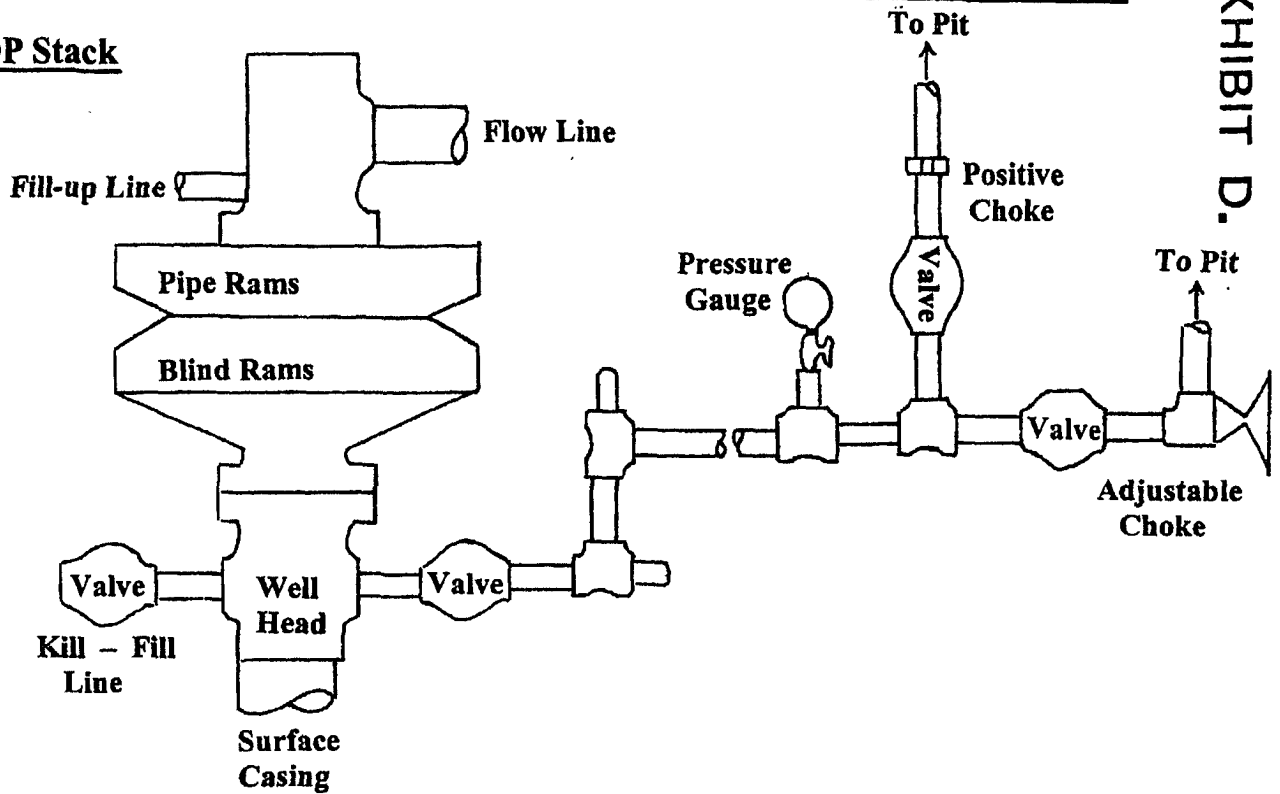 To Pit
P Stack
Flow Line
Fill-up Line
Positive
Choke
Valve
Pressure
Gauge
To Pit
Pipe Rams
Blind Rams
Valve
Adjustable
Choke
Valve
Well
Head
Valve
Kill – Fill
Line
Surface
Casing
HIBIT D.